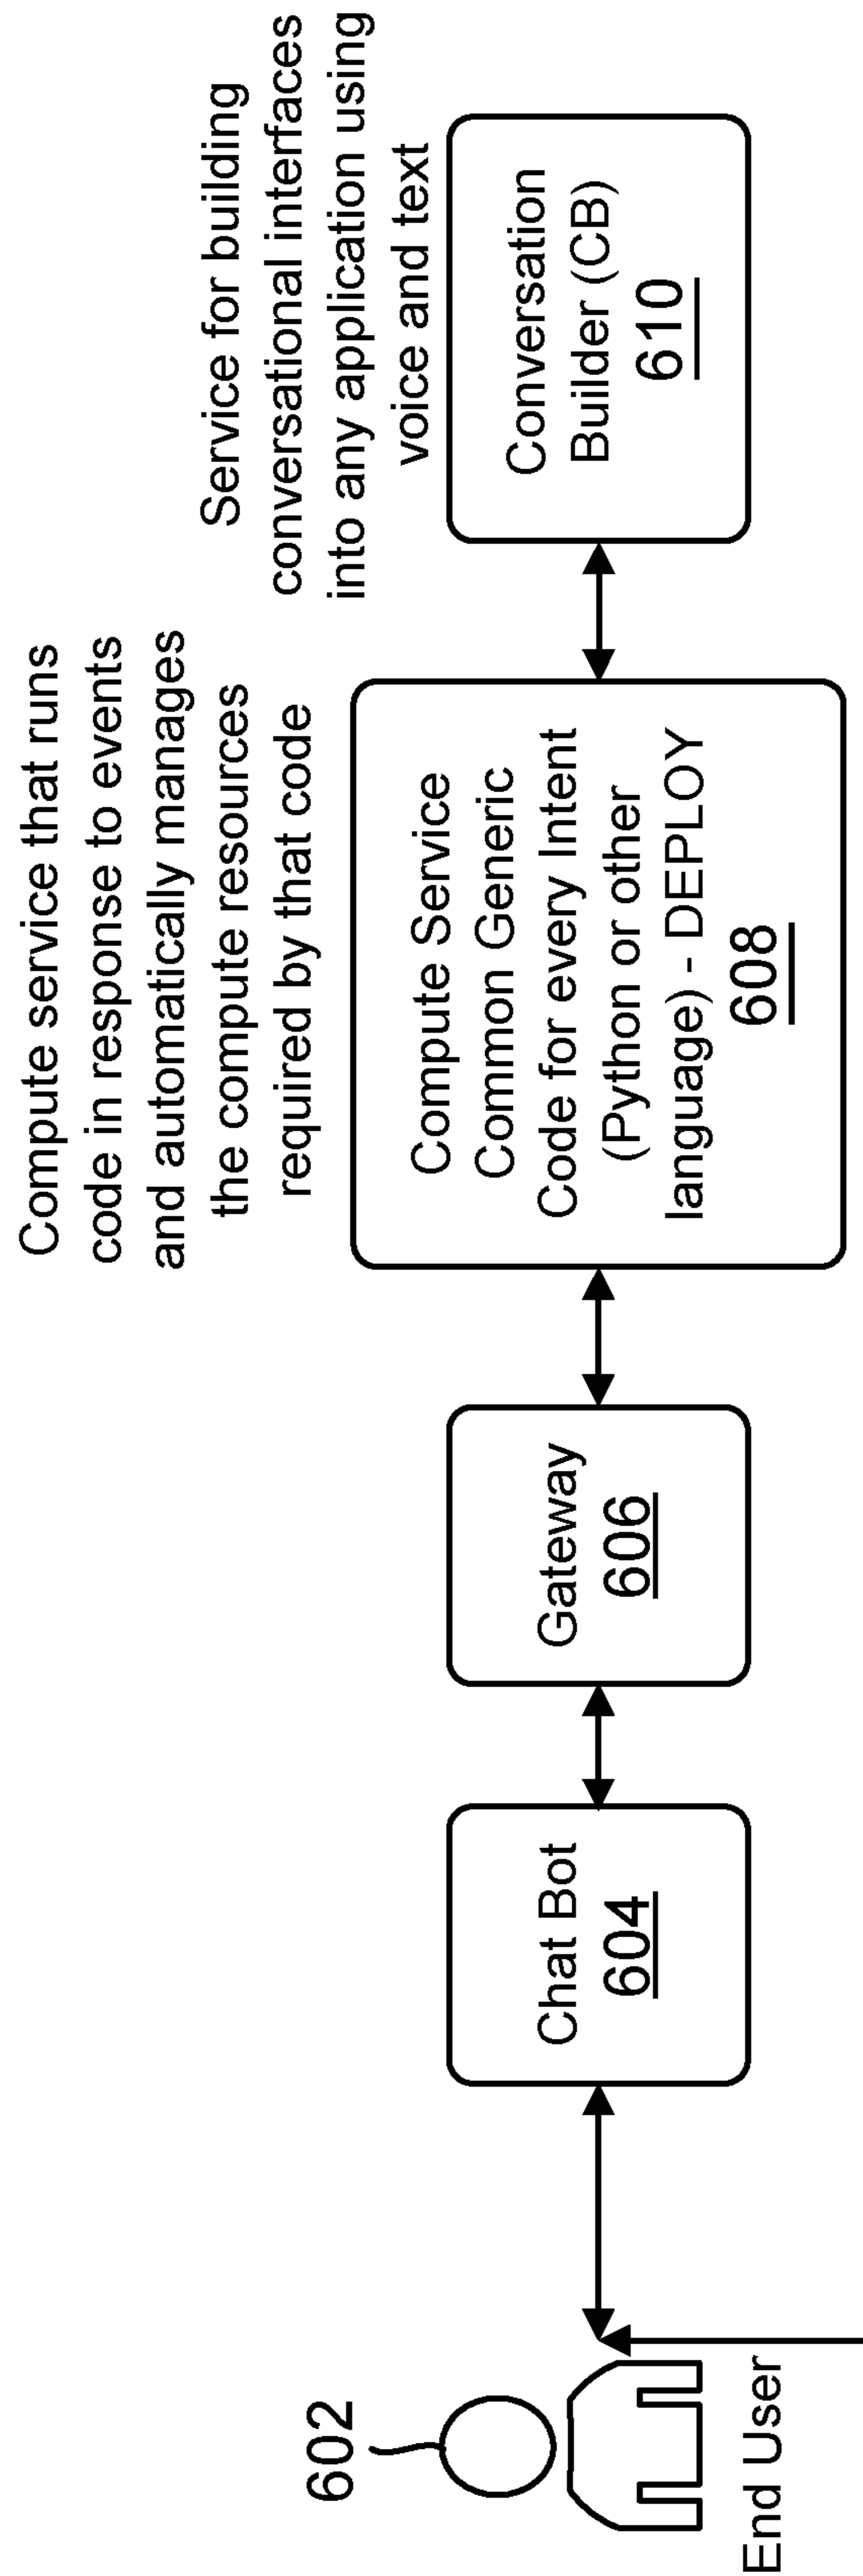 602
End User
Chat Bot
604
Gateway
606
Compute service that runs
code in response to events
and automatically manages
the compute resources
required by that code
Compute Service
Common Generic
Code for every Intent
(Python or other
language) - DEPLOY
608
Service for building
conversational interfaces
into any application using
voice and text
Conversation
Builder (CB)
610